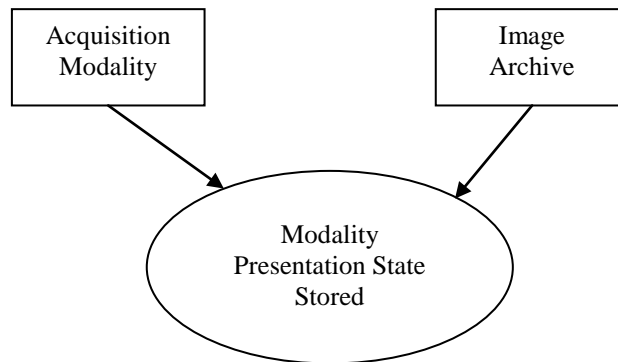 Acquisition
Modality
Image
Archive
Modality
Presentation State
Stored